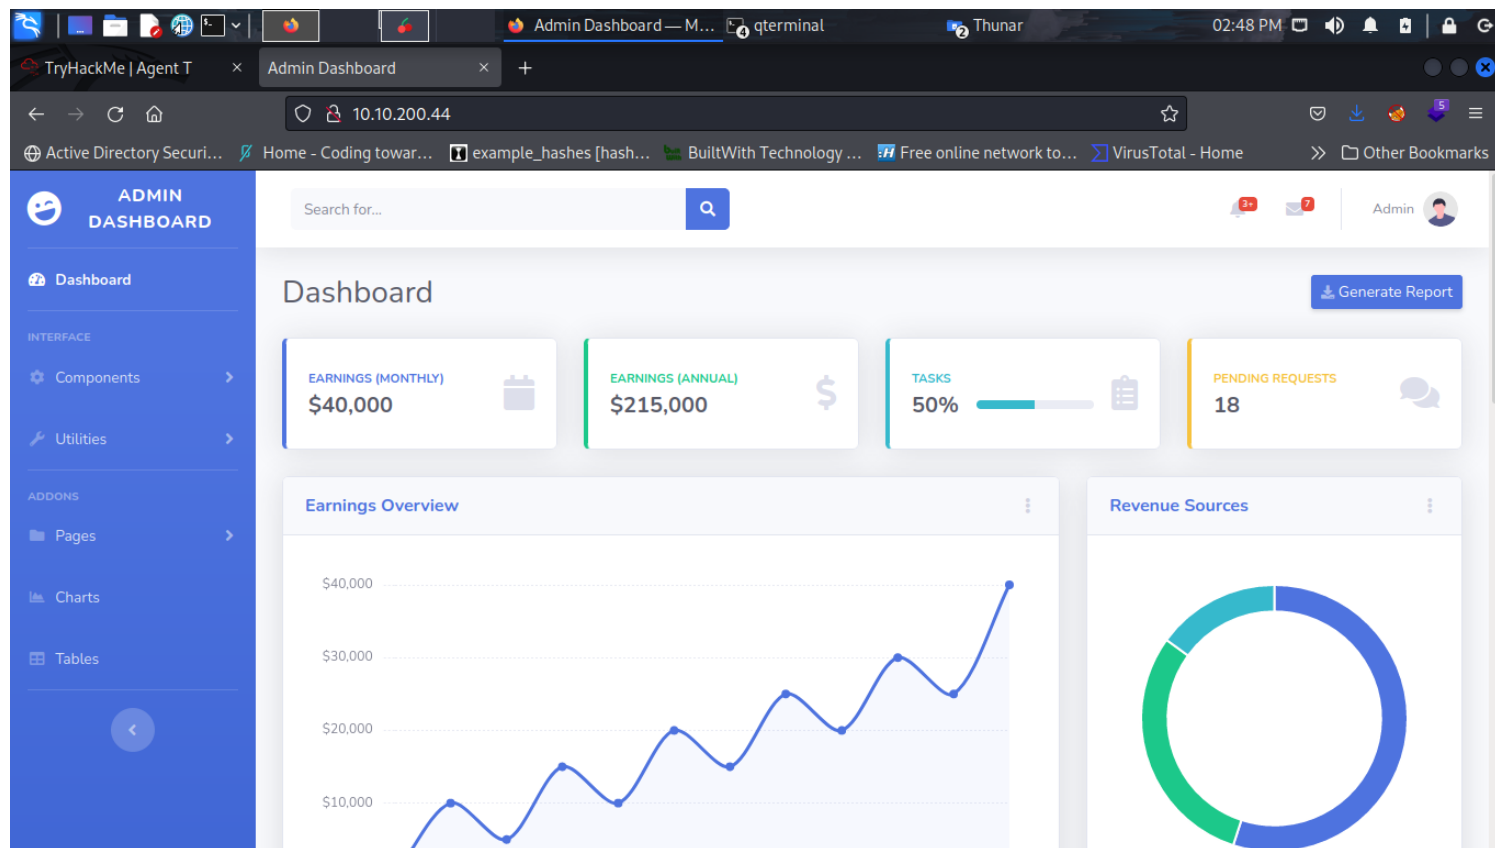 Admin Dashboard — M... 4 qterminal 2 Thunar 02:48 PM
TryHackMe | Agent T × Admin Dashboard × +
10.10.200.44 5
Active Directory Securi... Home - Coding towar... example_hashes [hash... BuiltWith Technology ... Free online network to... VirusTotal - Home Other Bookmarks
ADMIN
DASHBOARD
Search for...
3+ 7 Admin
Dashboard
INTERFACE
Components
Utilities
ADDONS
Pages
Charts
Tables
Dashboard
Generate Report
EARNINGS (MONTHLY)
$40,000
EARNINGS (ANNUAL)
$215,000
TASKS
50%
PENDING REQUESTS
18
Earnings Overview
$40,000
$30,000
$20,000
$10,000
Revenue Sources